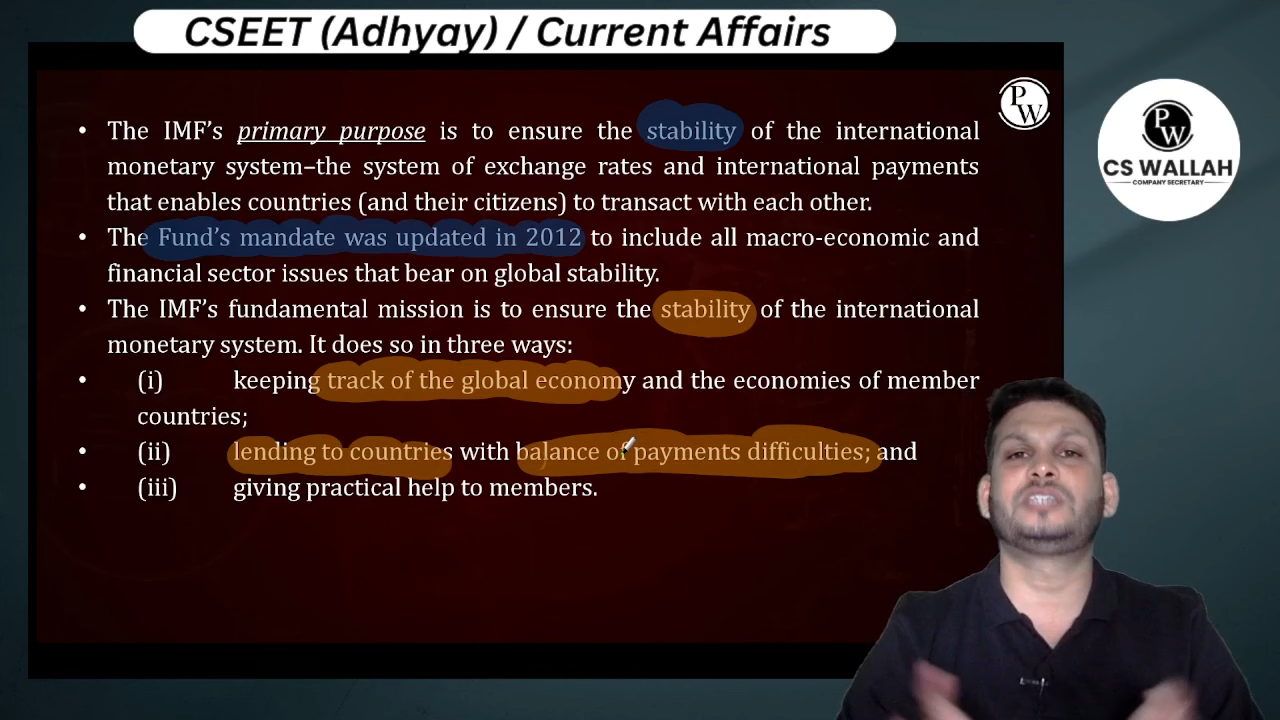 CSEET (Adhyay) / Current Affairs
PW
PW
CS WALLAH
COMPANY SECRETARY
• The IMF's primary purpose is to ensure the stability of the international
monetary system–the system of exchange rates and international payments
that enables countries (and their citizens) to transact with each other.
• The Fund's mandate was updated in 2012 to include all macro-economic and
financial sector issues that bear on global stability.
• The IMF's fundamental mission is to ensure the stability of the international
monetary system. It does so in three ways:
• (i) keeping track of the global economy and the economies of member
countries;
• (ii) lending to countries with balance of payments difficulties; and
• (iii) giving practical help to members.